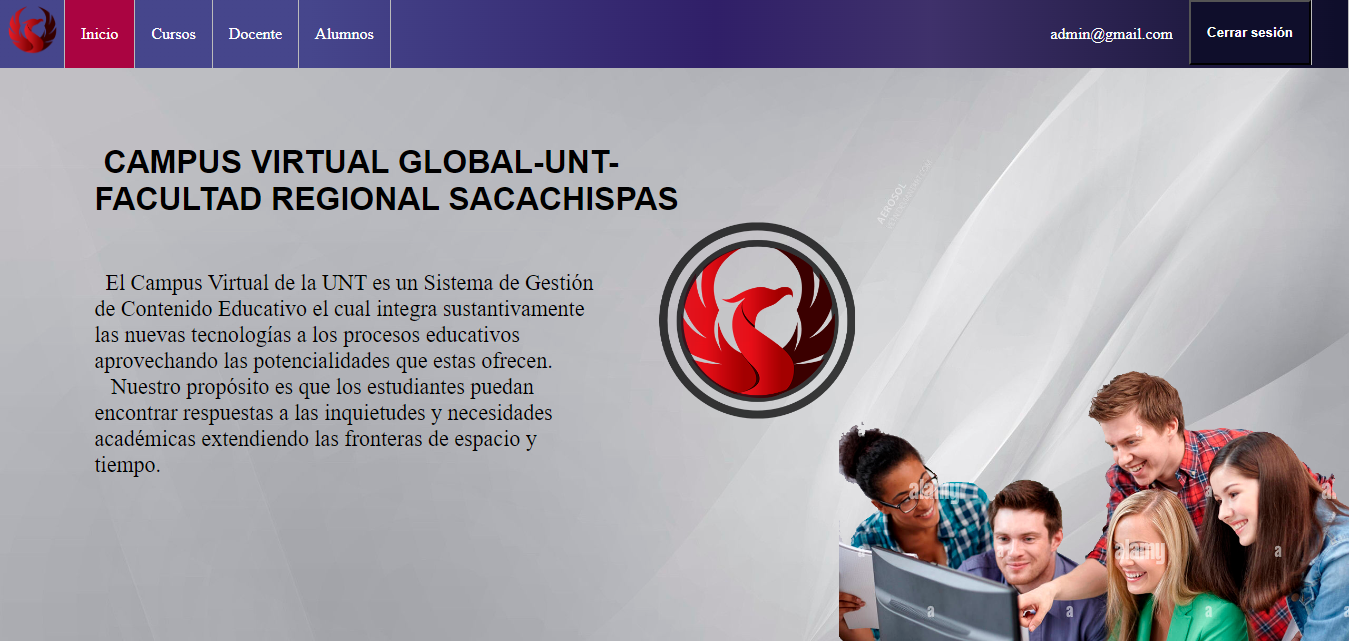 Inicio
Cursos
Docente
Alumnos
admin@gmail.com
Cerrar sesión
CAMPUS VIRTUAL GLOBAL-UNT-
FACULTAD REGIONAL SACACHISPAS
AEROSOL
El Campus Virtual de la UNT es un Sistema de Gestión
de Contenido Educativo el cual integra sustantivamente
las nuevas tecnologías a los procesos educativos
aprovechando las potencialidades que estas ofrecen.
Nuestro propósito es que los estudiantes puedan
encontrar respuestas a las inquietudes y necesidades
académicas extendiendo las fronteras de espacio y
tiempo.
a
alamy
a
alamy
a
a
a
a
a